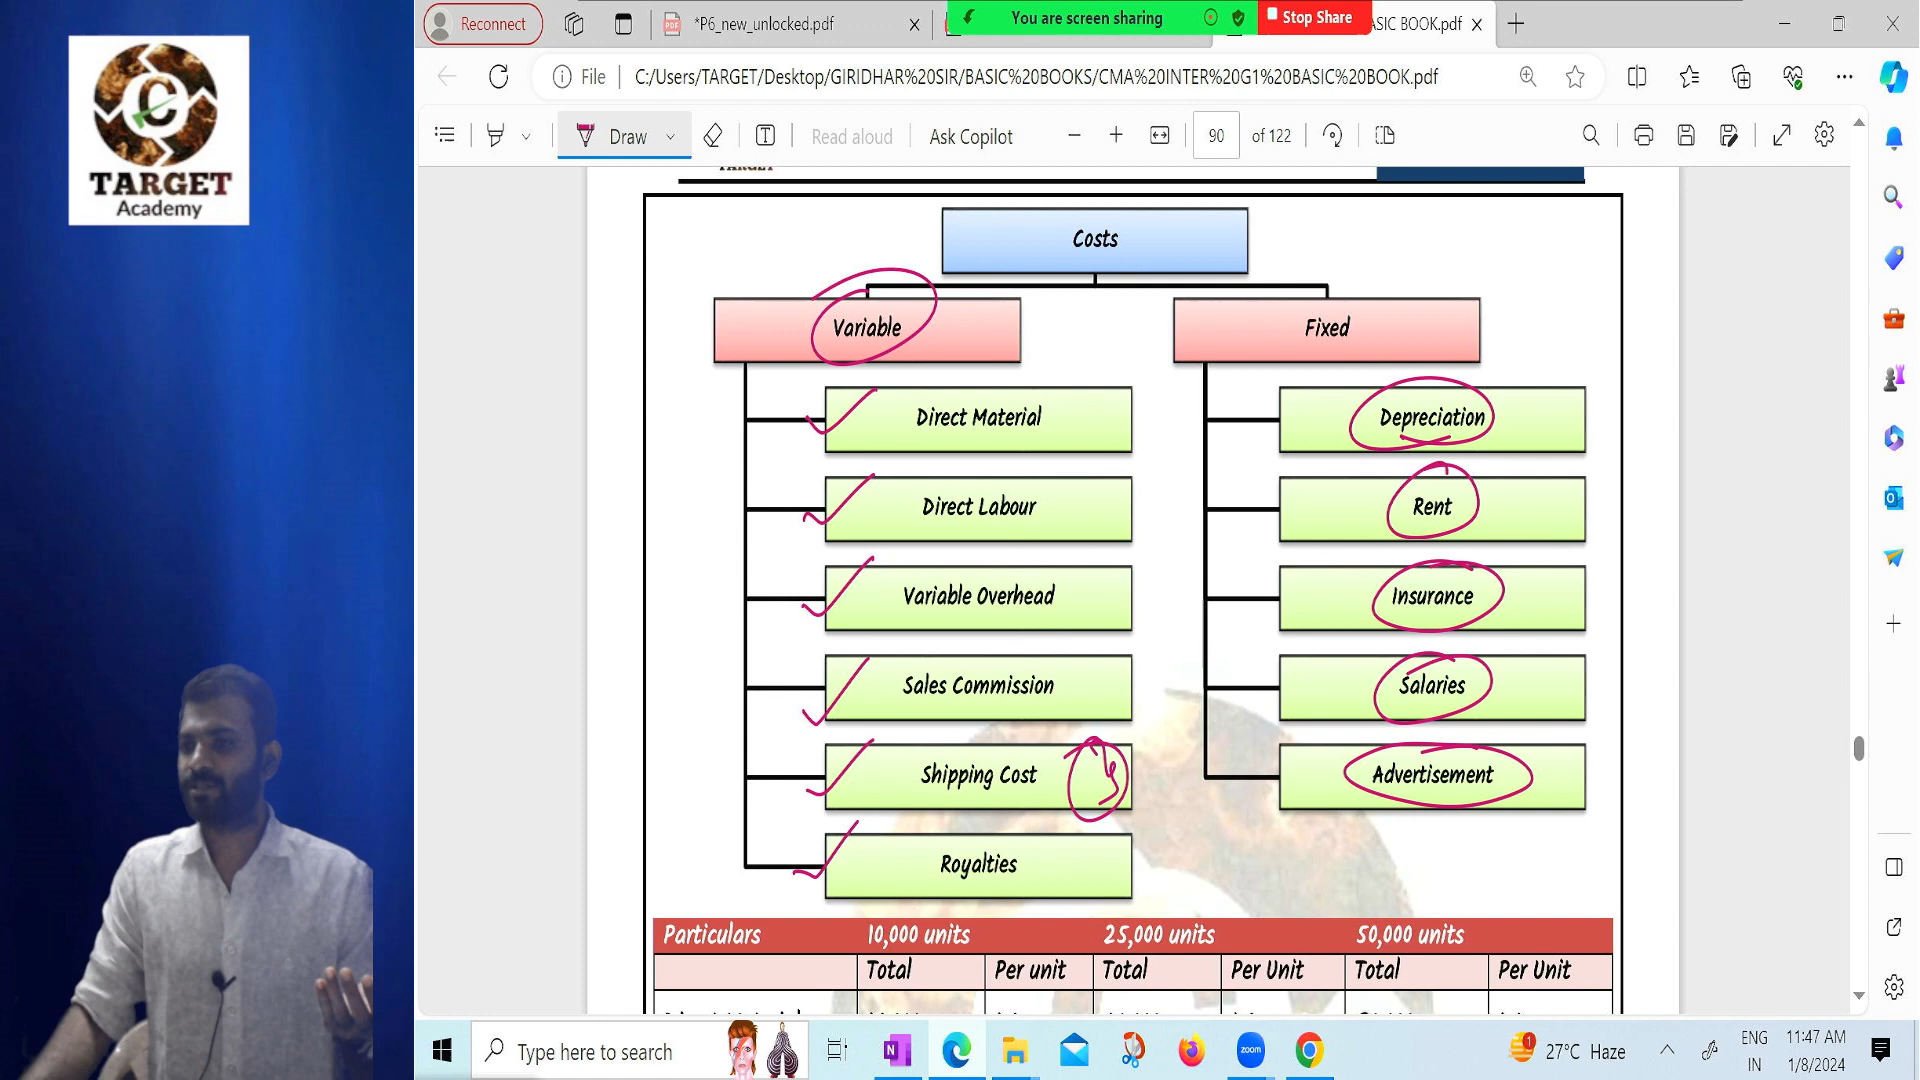 Reconnect
*P6_new_unlocked.pdf
You are screen sharing
Stop Share
ASIC BOOK.pdf
File
C:/Users/TARGET/Desktop/GIRIDHAR%20SIR/BASIC%20BOOKS/CMA%20INTER%20G1%20BASIC%20BOOK.pdf
Draw
Read aloud
Ask Copilot
90
of 122
TARGET
Academy
Costs
Variable
Fixed
Direct Material
Depreciation
Direct Labour
Rent
Variable Overhead
Insurance
Sales Commission
Salaries
Shipping Cost
Advertisement
Royalties
Particulars 10,000 units 25,000 units 50,000 units
Total Per unit Total Per Unit Total Per Unit
Type here to search
zoom
1
27°C Haze
ENG
IN
11:47 AM
1/8/2024